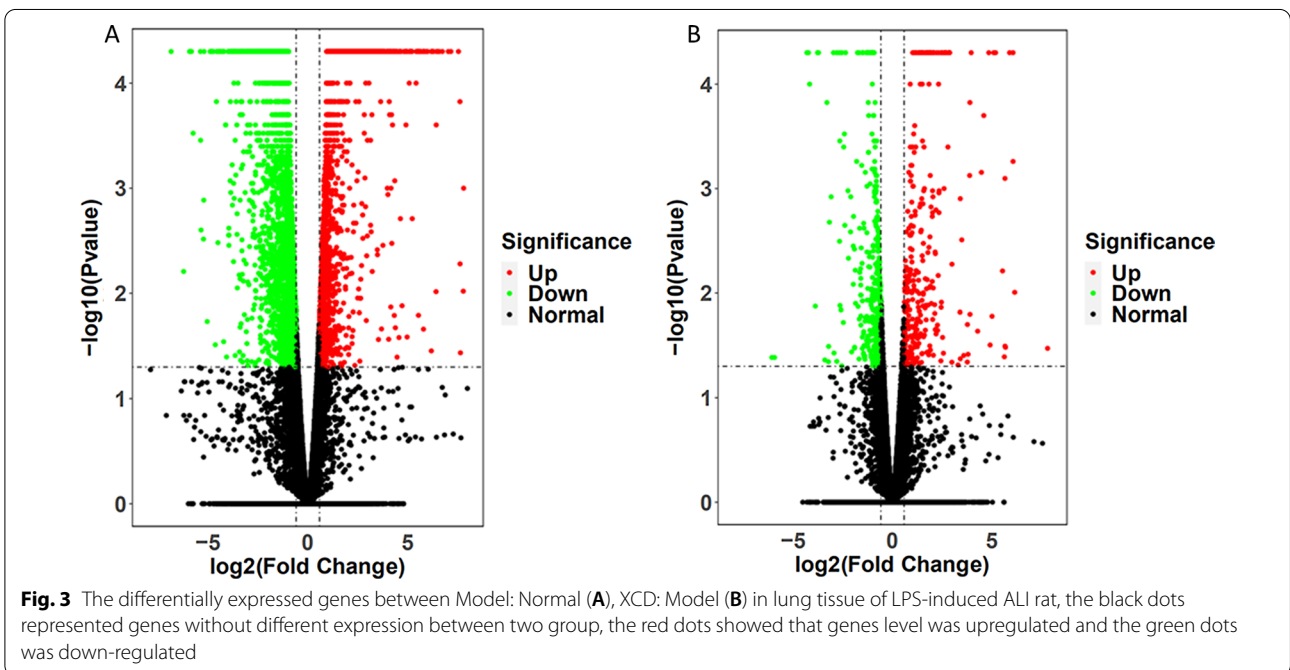 A
−log10(Pvalue)
4
3
2
1
0
−5 0 5
log2(Fold Change)
Significance
Up
Down
Normal
B
−log10(Pvalue)
4
3
2
1
0
−5 0 5
log2(Fold Change)
Significance
Up
Down
Normal
Fig. 3 The differentially expressed genes between Model: Normal (A), XCD: Model (B) in lung tissue of LPS-induced ALI rat, the black dots
represented genes without different expression between two group, the red dots showed that genes level was upregulated and the green dots
was down-regulated